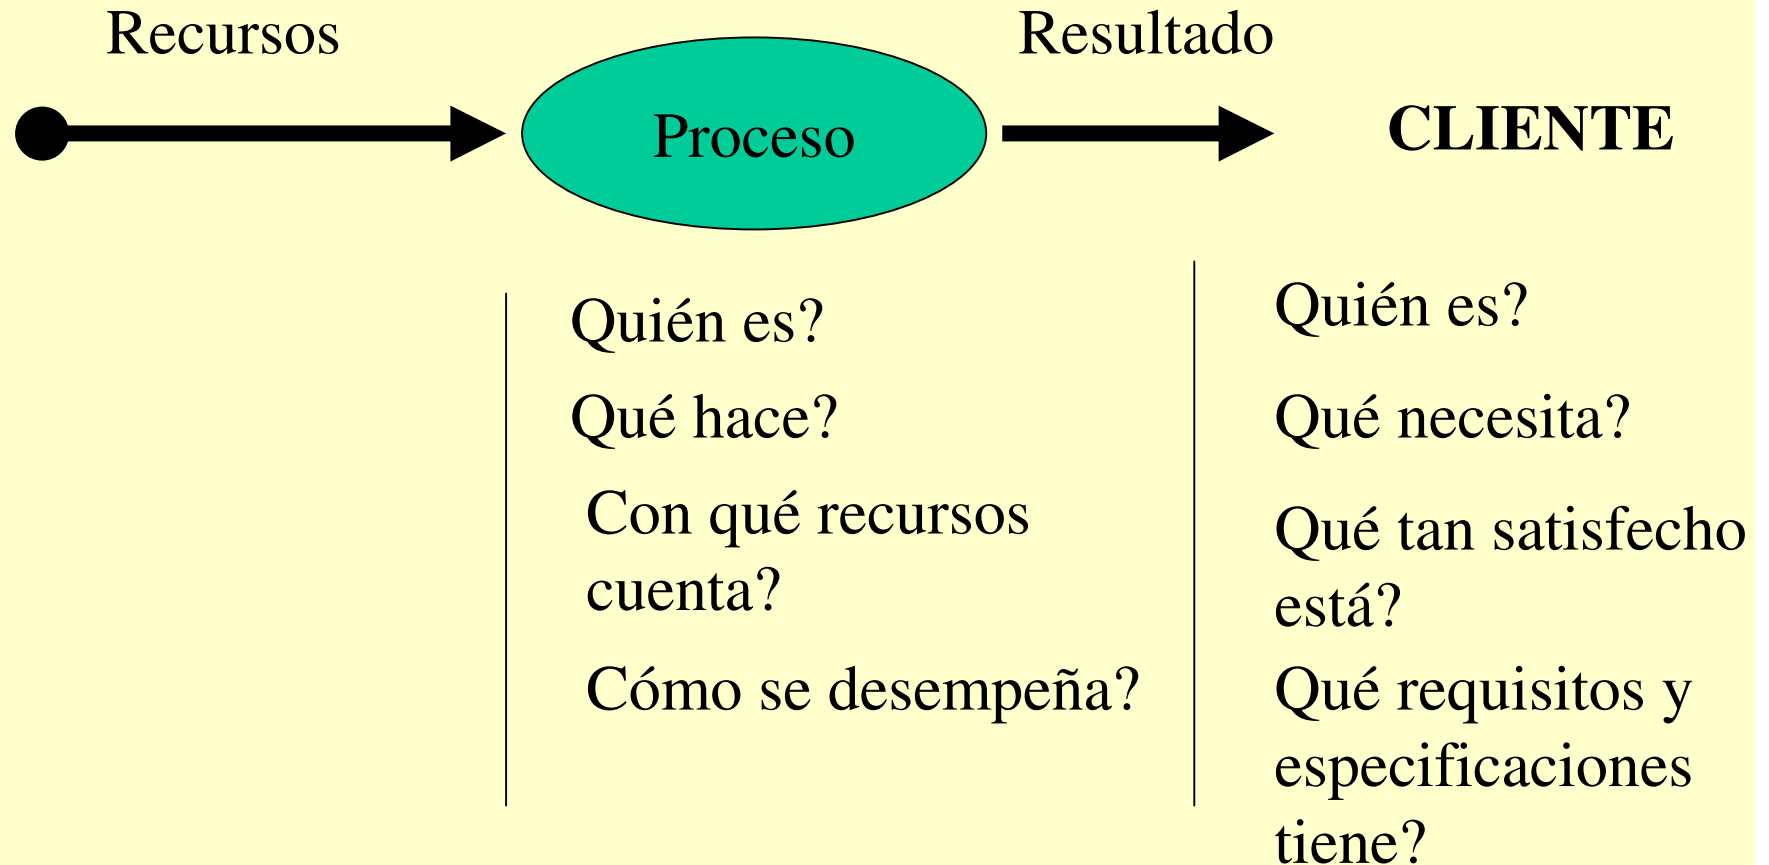 Recursos
Proceso
Resultado
CLIENTE
Quién es?
Qué hace?
Con qué recursos
cuenta?
Cómo se desempeña?
Quién es?
Qué necesita?
Qué tan satisfecho
está?
Qué requisitos y
especificaciones
tiene?